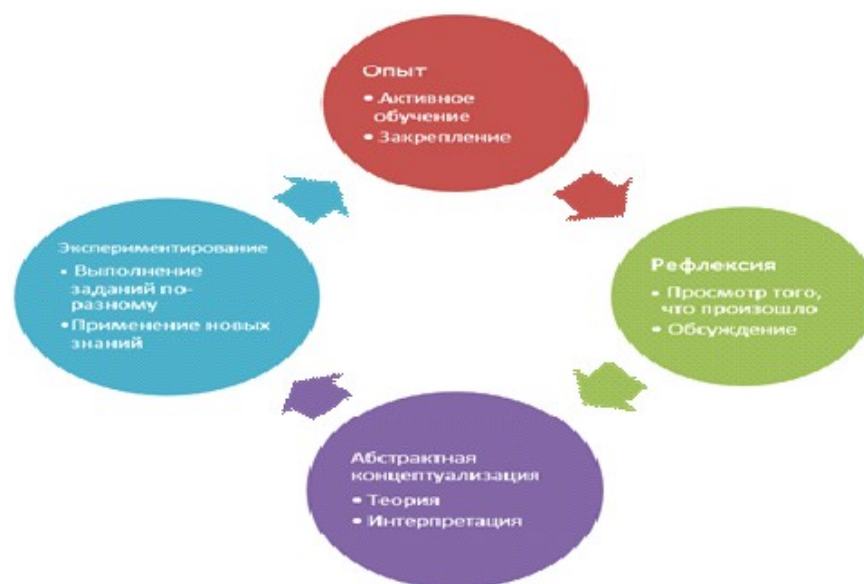 Опыт
• Активное
обучение
• Закрепление
Рефлексия
• Просмотр того,
что произошло
• Обсуждение
Абстрактная
концептуализация
• Теория
• Интерпретация
Экспериментирование
• Выполнение
заданий по-
разному
•Применение новых
знаний